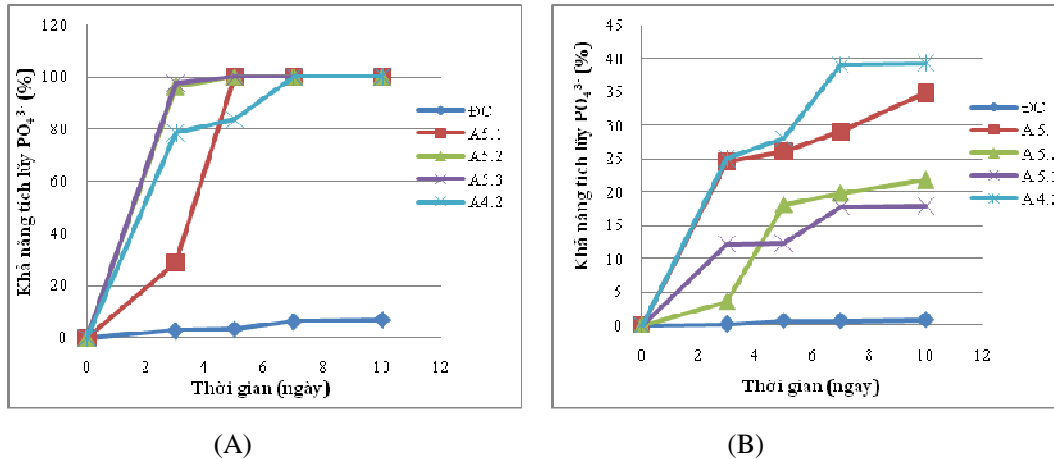 120
100
80
60
40
20
0
0 2 4 6 8 10 12
Khả năng tích lũy PO₄³⁻ (%)
Thời gian (ngày)
ĐC
A5.1
A5.2
A5.3
A4.2
(A)
45
40
35
30
25
20
15
10
5
0
0 2 4 6 8 10 12
Khả năng tích lũy PO₄³⁻ (%)
Thời gian (ngày)
ĐC
A5.
A5.
A5.
A4.2
(B)